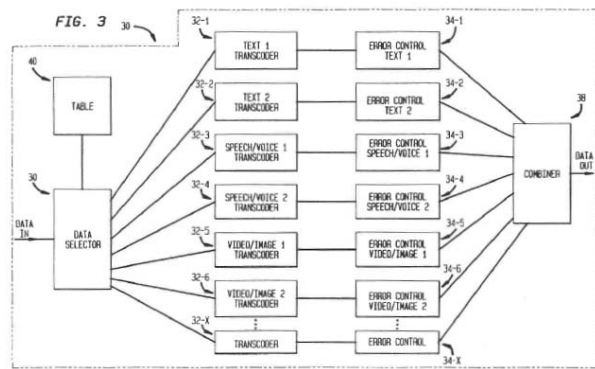 FIG. 3
30
32-1
TEXT 1
TRANSCODER
ERROR CONTROL
TEXT 1
34-1
40
TABLE
32-2
TEXT 2
TRANSCODER
ERROR CONTROL
TEXT 2
34-2
38
32-3
SPEECH/VOICE 1
TRANSCODER
ERROR CONTROL
SPEECH/VOICE 1
34-3
COMBINER
DATA
OUT
30
DATA
IN
DATA
SELECTOR
32-4
SPEECH/VOICE 2
TRANSCODER
ERROR CONTROL
SPEECH/VOICE 2
34-4
32-5
VIDEO/IMAGE 1
TRANSCODER
ERROR CONTROL
VIDEO/IMAGE 1
34-5
32-6
VIDEO/IMAGE 2
TRANSCODER
ERROR CONTROL
VIDEO/IMAGE 2
34-6
32-X
TRANSCODER
ERROR CONTROL
34-X